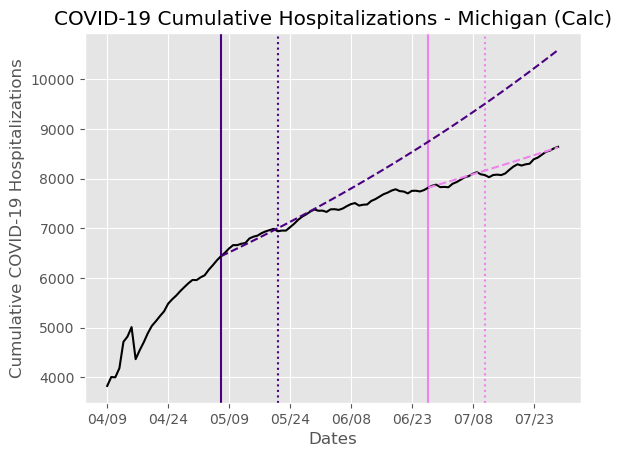 COVID-19 Cumulative Hospitalizations - Michigan (Calc)
Cumulative COVID-19 Hospitalizations
10000
9000
8000
7000
6000
5000
4000
04/09 04/24 05/09 05/24 06/08 06/23 07/08 07/23
Dates